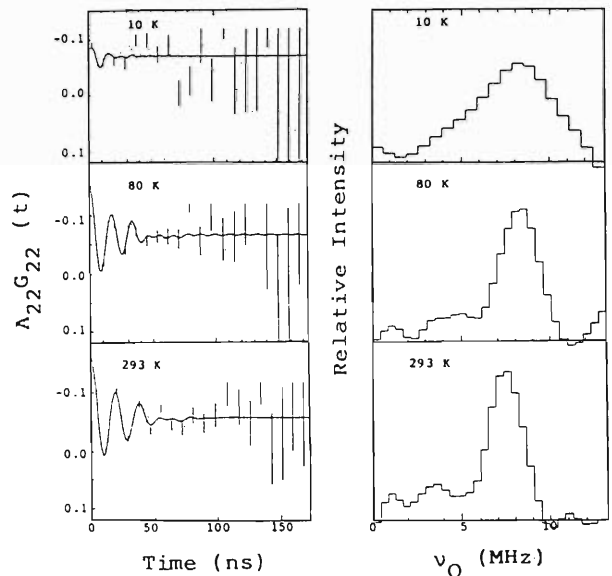 10 K
-0.1
0.0
0.1
80 K
-0.1
0.0
0.1
293 K
-0.1
0.0
0.1
0 50 100 150
Time (ns)
Λ22G22 (t)
10 K
80 K
293 K
0 5 10
νQ (MHz)
Relative Intensity